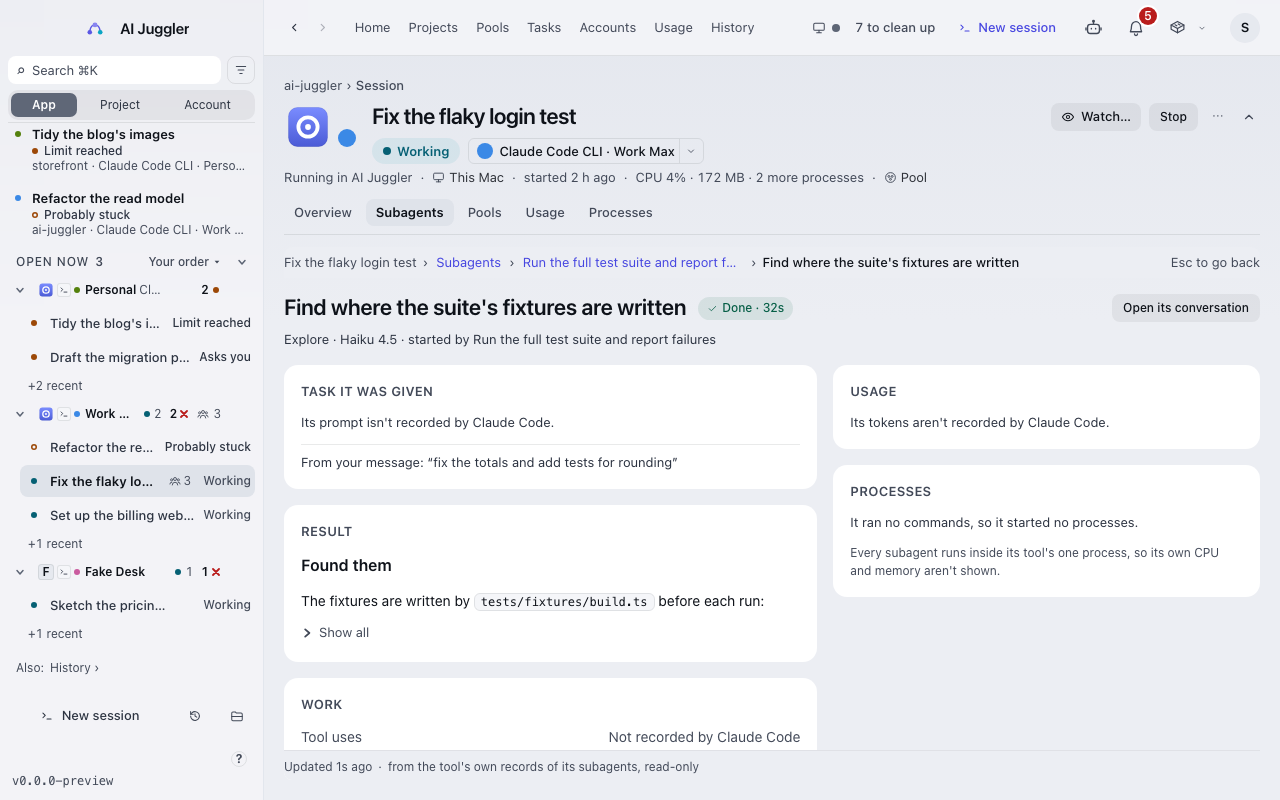 AI Juggler
Search ⌘K
App Project Account
Tidy the blog's images
Limit reached
storefront · Claude Code CLI · Perso...
Refactor the read model
Probably stuck
ai-juggler · Claude Code CLI · Work ...
OPEN NOW 3 Your order
Personal Cl... 2
Tidy the blog's i... Limit reached
Draft the migration p... Asks you
+2 recent
Work ... 2 2 3
Refactor the re... Probably stuck
Fix the flaky lo... 3 Working
Set up the billing web... Working
+1 recent
F Fake Desk 1 1
Sketch the pricin... Working
+1 recent
Also: History ›
New session
?
v0.0.0-preview
Home Projects Pools Tasks Accounts Usage History 7 to clean up New session 5 S
ai-juggler › Session
Fix the flaky login test
Watch... Stop ...
Working Claude Code CLI · Work Max
Running in AI Juggler · This Mac · started 2 h ago · CPU 4% · 172 MB · 2 more processes · Pool
Overview Subagents Pools Usage Processes
Fix the flaky login test › Subagents › Run the full test suite and report f... › Find where the suite's fixtures are written Esc to go back
Find where the suite's fixtures are written Done · 32s Open its conversation
Explore · Haiku 4.5 · started by Run the full test suite and report failures
TASK IT WAS GIVEN
Its prompt isn't recorded by Claude Code.
From your message: “fix the totals and add tests for rounding”
RESULT
Found them
The fixtures are written by tests/fixtures/build.ts before each run:
Show all
WORK
Tool uses Not recorded by Claude Code
USAGE
Its tokens aren't recorded by Claude Code.
PROCESSES
It ran no commands, so it started no processes.
Every subagent runs inside its tool's one process, so its own CPU
and memory aren't shown.
Updated 1s ago · from the tool's own records of its subagents, read-only